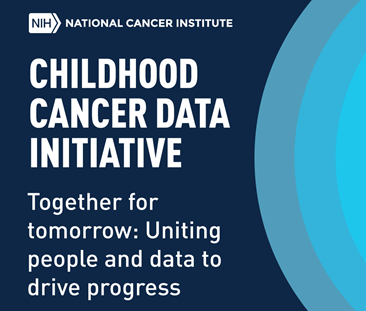 NIH NATIONAL CANCER INSTITUTE
CHILDHOOD
CANCER DATA
INITIATIVE
Together for
tomorrow: Uniting
people and data to
drive progress